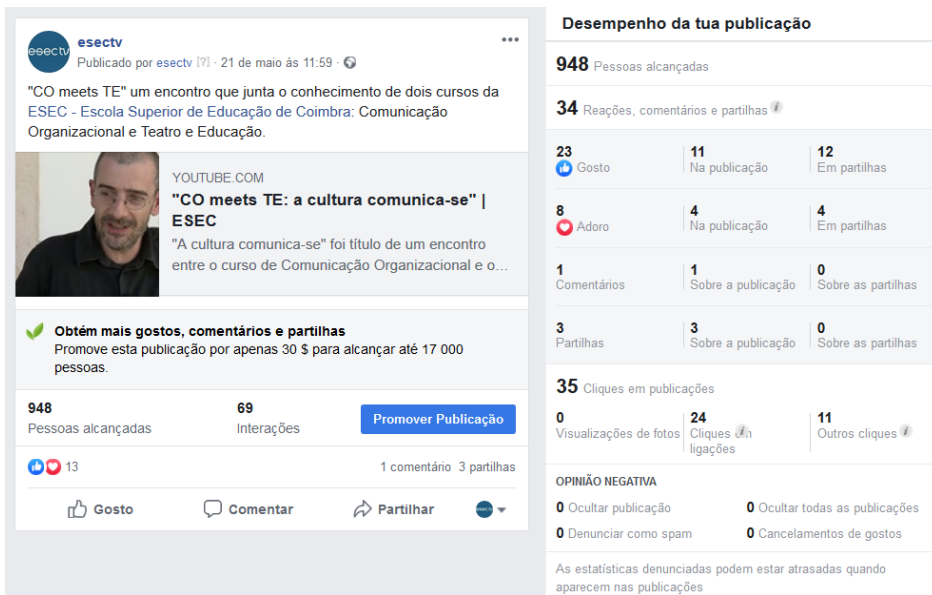 esectv
esectv
Publicado por esectv [?] · 21 de maio às 11:59 ·
"CO meets TE" um encontro que junta o conhecimento de dois cursos da
ESEC - Escola Superior de Educação de Coimbra: Comunicação
Organizacional e Teatro e Educação.
YOUTUBE.COM
"CO meets TE: a cultura comunica-se" |
ESEC
"A cultura comunica-se" foi título de um encontro
entre o curso de Comunicação Organizacional e o...
Obtém mais gostos, comentários e partilhas
Promove esta publicação por apenas 30 $ para alcançar até 17 000
pessoas.
948
Pessoas alcançadas
69
Interações
Promover Publicação
13
1 comentário 3 partilhas
Gosto
Comentar
Partilhar
esectv
Desempenho da tua publicação
948 Pessoas alcançadas
34 Reações, comentários e partilhas
23
Gosto
11
Na publicação
12
Em partilhas
8
Adoro
4
Na publicação
4
Em partilhas
1
Comentários
1
Sobre a publicação
0
Sobre as partilhas
3
Partilhas
3
Sobre a publicação
0
Sobre as partilhas
35 Cliques em publicações
0
Visualizações de fotos
24
Cliques em
ligações
11
Outros cliques
OPINIÃO NEGATIVA
0 Ocultar publicação
0 Ocultar todas as publicações
0 Denunciar como spam
0 Cancelamentos de gostos
As estatísticas denunciadas podem estar atrasadas quando
aparecem nas publicações